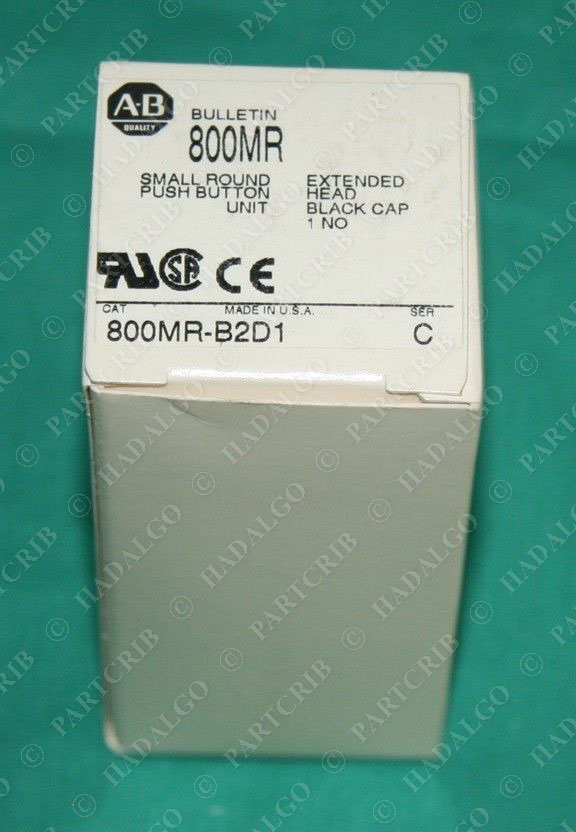 A-B
QUALITY
BULLETIN
800MR
SMALL ROUND
PUSH BUTTON
UNIT
EXTENDED
HEAD
BLACK CAP
1 NO
SA
CE
CAT
MADE IN U.S.A.
SER
800MR-B2D1
C
© PARTCRIB
© HADALGO